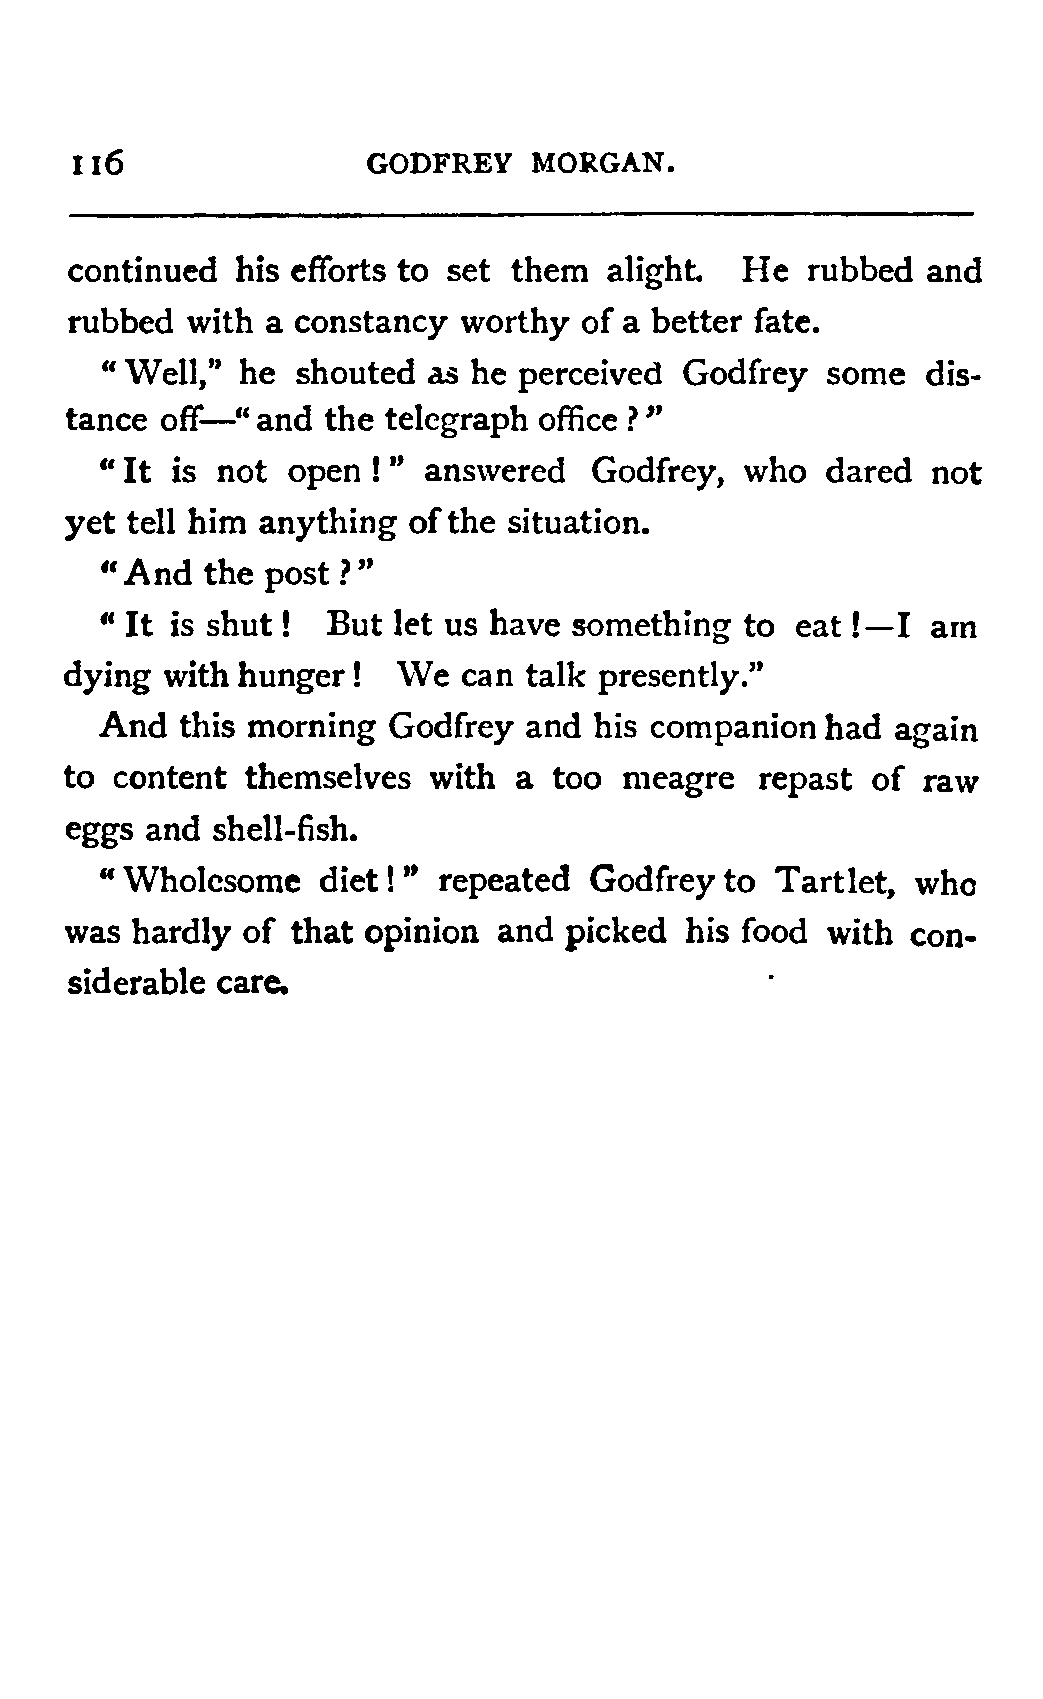 116 GODFREY MORGAN.
continued his efforts to set them alight. He rubbed and
rubbed with a constancy worthy of a better fate.
"Well," he shouted as he perceived Godfrey some dis-
tance off—"and the telegraph office?"
"It is not open!" answered Godfrey, who dared not
yet tell him anything of the situation.
"And the post?"
"It is shut! But let us have something to eat!—I am
dying with hunger! We can talk presently."
And this morning Godfrey and his companion had again
to content themselves with a too meagre repast of raw
eggs and shell-fish.
"Wholesome diet!" repeated Godfrey to Tartlet, who
was hardly of that opinion and picked his food with con-
siderable care.